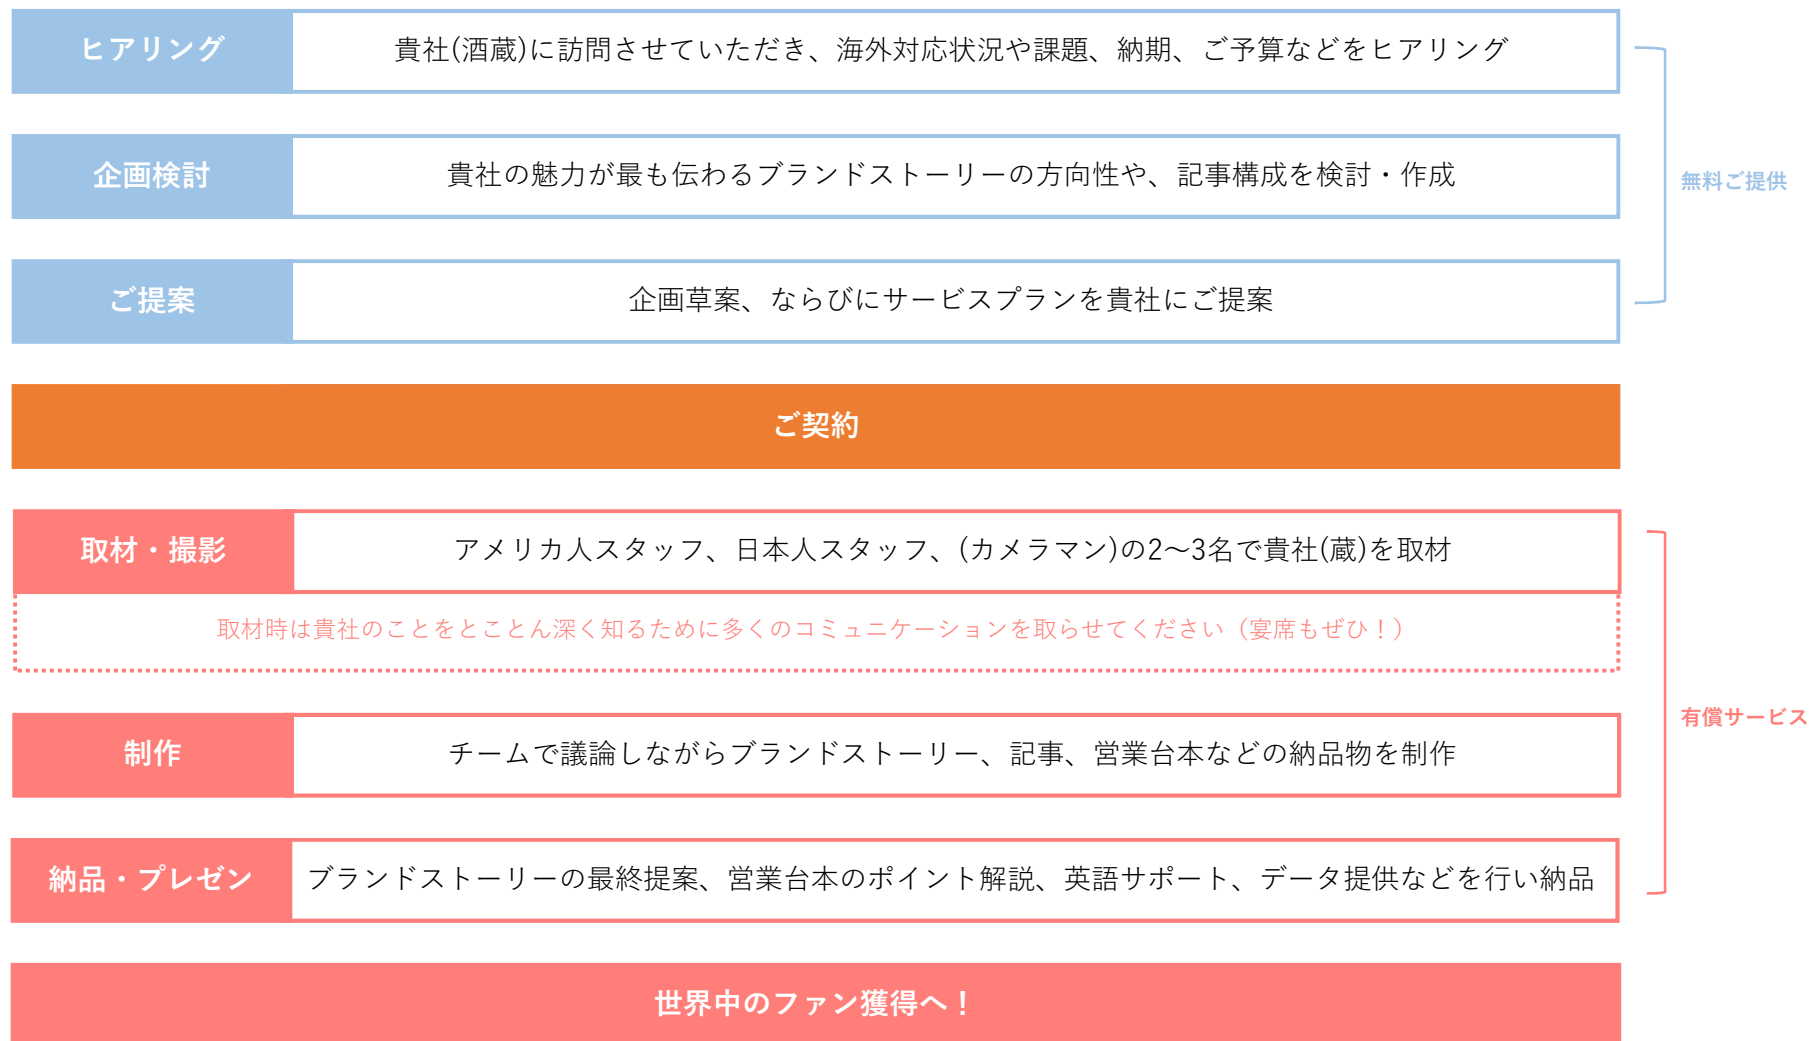 ヒアリング
貴社(酒蔵)に訪問させていただき、海外対応状況や課題、納期、ご予算などをヒアリング
企画検討
貴社の魅力が最も伝わるブランドストーリーの方向性や、記事構成を検討・作成
無料ご提供
ご提案
企画草案、ならびにサービスプランを貴社にご提案
ご契約
取材・撮影
アメリカ人スタッフ、日本人スタッフ、(カメラマン)の2〜3名で貴社(蔵)を取材
取材時は貴社のことをとことん深く知るために多くのコミュニケーションを取らせてください（宴席もぜひ！）
有償サービス
制作
チームで議論しながらブランドストーリー、記事、営業台本などの納品物を制作
納品・プレゼン
ブランドストーリーの最終提案、営業台本のポイント解説、英語サポート、データ提供などを行い納品
世界中のファン獲得へ！